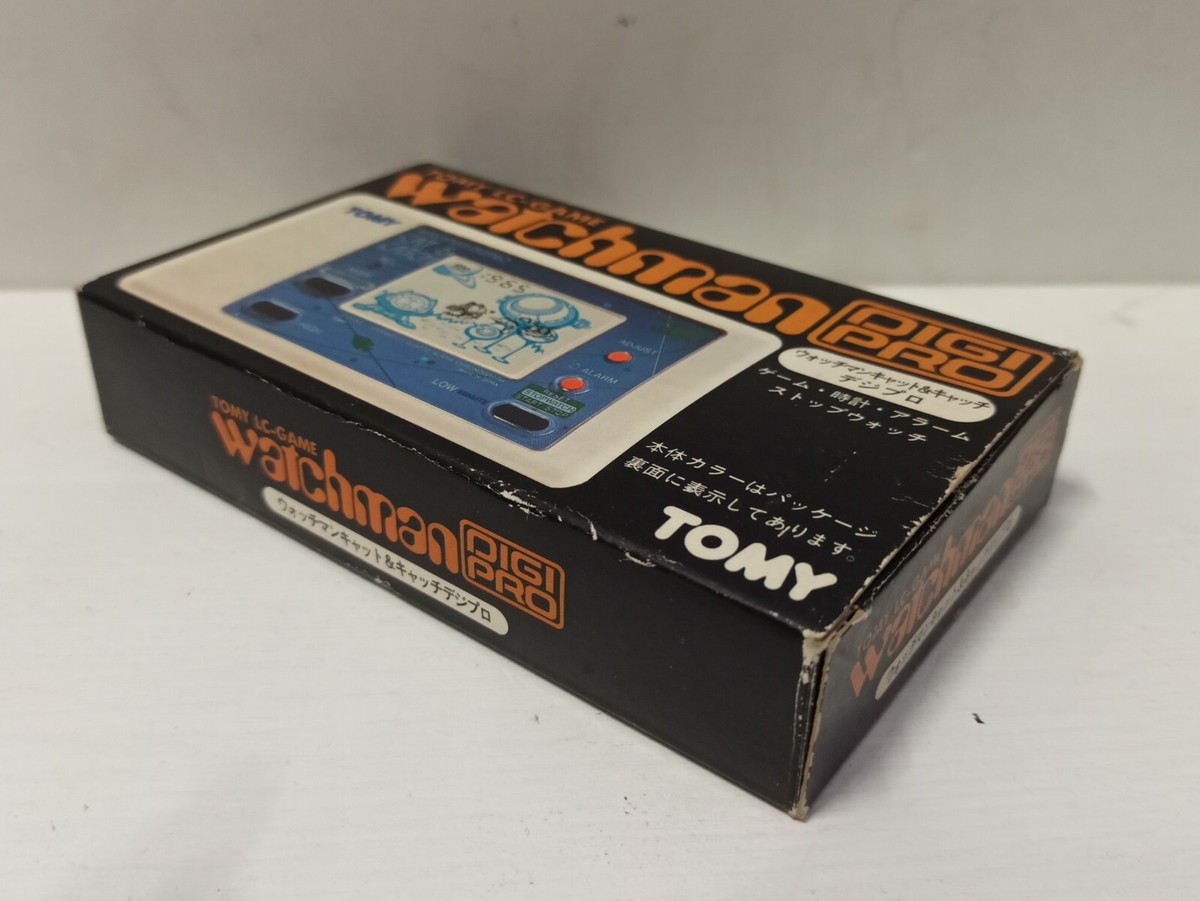 TOMY LC-GAME
watchman
DIGI
PRO
ウォッチマンキャット&キャッチ
デジプロ
ゲーム・時計・アラーム
ストップウォッチ
本体カラーはパッケージ
裏面に表示してあります。
TOMY
TOMY
ADJUST
ALARM
LOW
STOPWATCH
TOMY LC-GAME
watchman
DIGI
PRO
ウォッチマンキャット&キャッチデジプロ
TOMY
watchman